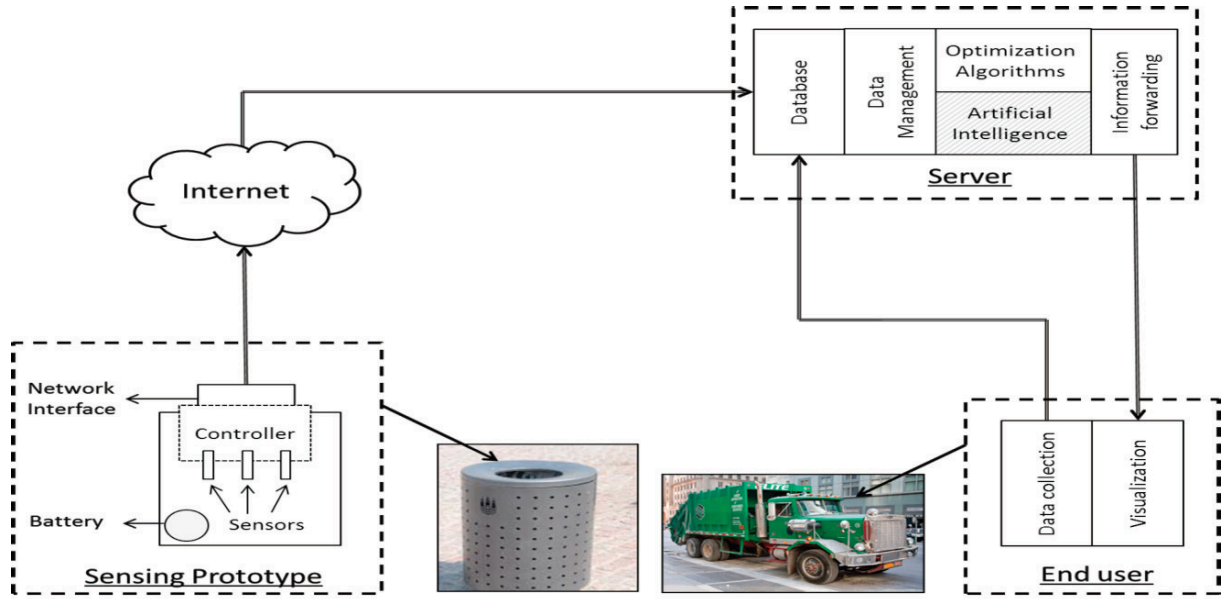 Optimization
Algorithms
Artificial
Intelligence
Database
Data
Management
Information
forwarding
Server
Internet
Network
Interface
Controller
Sensors
Battery
Sensing Prototype
LITE
Data collection
Visualization
End user